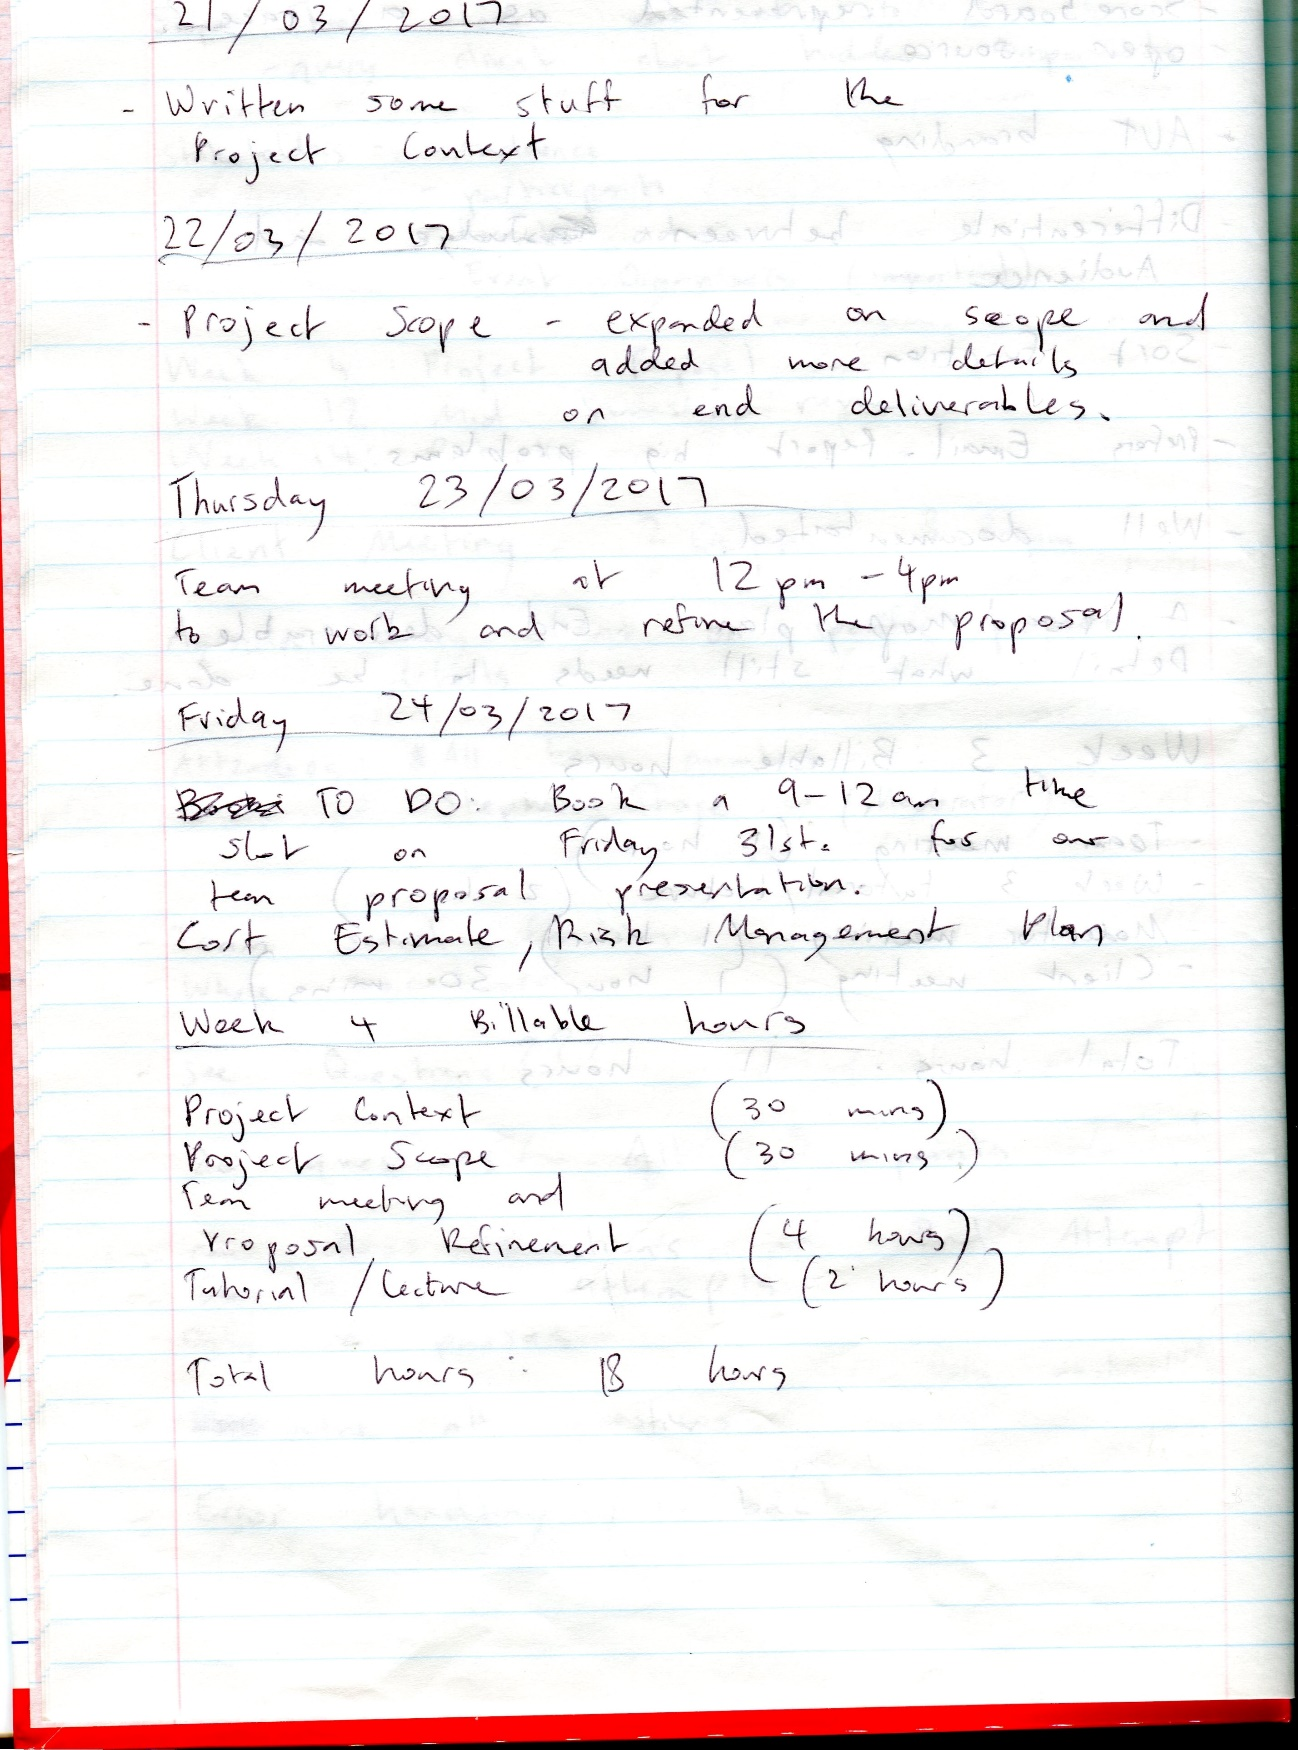 21/03/2017
- Written some stuff for the
Project Context
22/03/2017
- Project Scope - expanded on scope and
added more details
on end deliverables.
Thursday 23/03/2017
Team meeting at 12pm - 4pm
to work and refine the proposal.
Friday 24/03/2017
TO DO: Book a 9-12am time
slot on Friday 31st. for our
team proposal presentation.
Cost Estimate, Risk Management Plan
Week 4 Billable hours
Project Context (30 mins)
Project Scope (30 mins)
Team meeting and
Proposal Refinement (4 hours)
Tutorial / Lecture (2 hours)
Total hours: hours